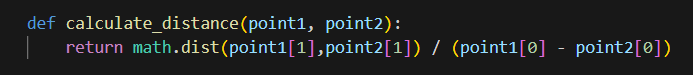 def calculate_distance(point1, point2):
    return math.dist(point1[1],point2[1]) / (point1[0] - point2[0])